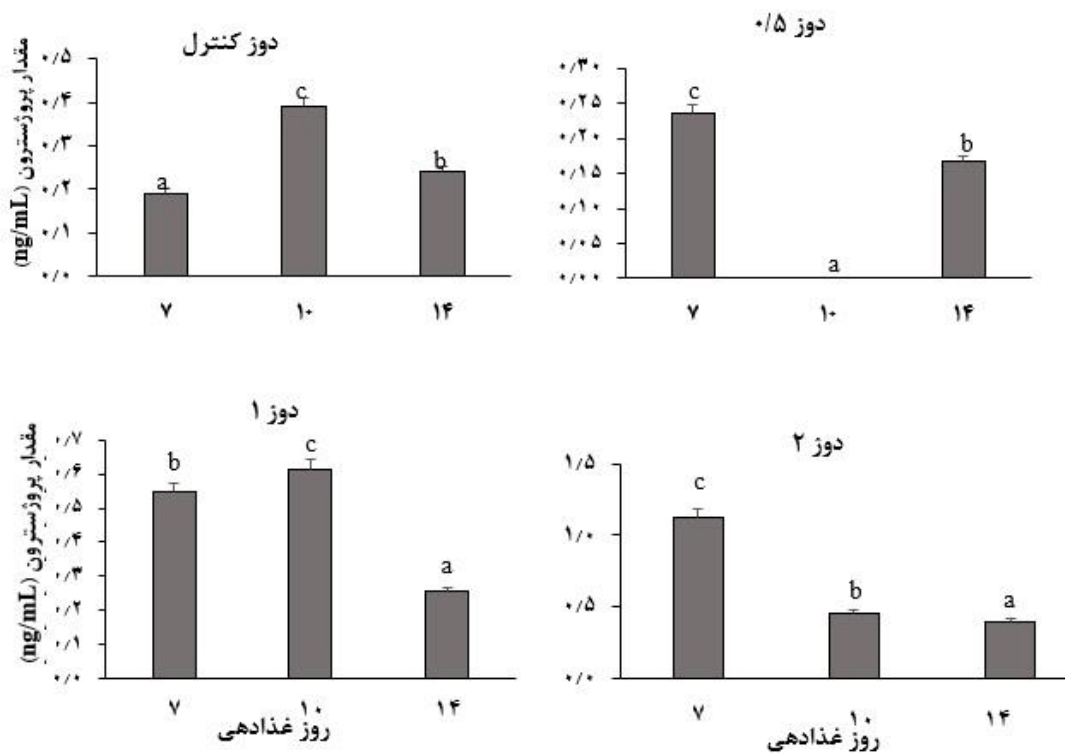 دوژ کنترل
مقدار پروژسترون (ng/mL)
۰/۵
۰/۴
۰/۳
۰/۲
۰/۱
۰/۰
a
c
b
۷
۱۰
۱۴
دوز ۰/۵
۰/۳۰
۰/۲۵
۰/۲۰
۰/۱۵
۰/۱۰
۰/۰۵
۰/۰۰
c
a
b
۷
۱۰
۱۴
دوز ۱
مقدار پروژسترون (ng/mL)
۰/۷
۰/۶
۰/۵
۰/۴
۰/۳
۰/۲
۰/۱
۰/۰
b
c
a
۷
۱۰
۱۴
روز غذادهی
دوز ۲
۱/۵
۱/۰
۰/۵
۰/۰
c
b
a
۷
۱۰
۱۴
روز غذادهی